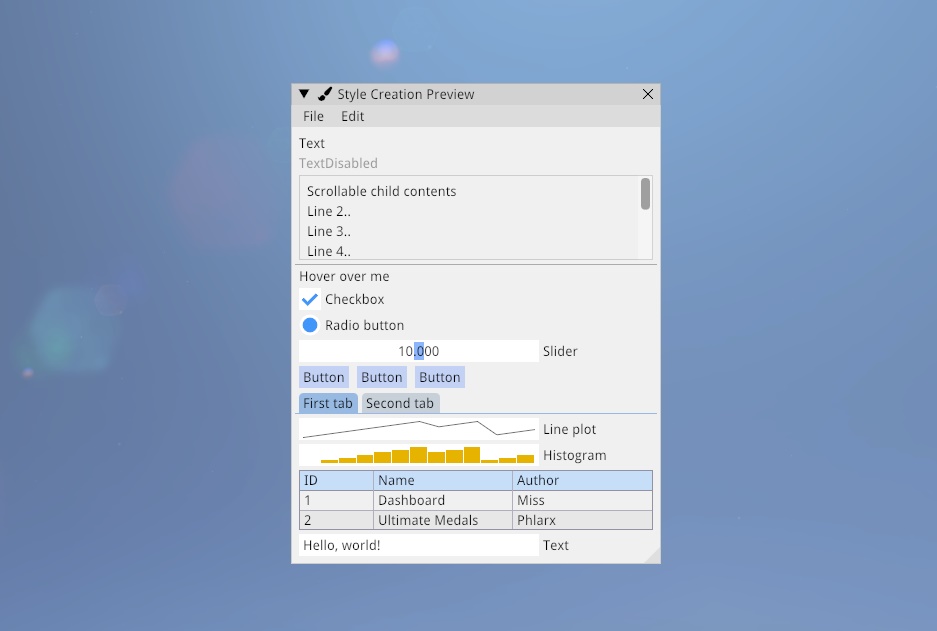 Style Creation Preview
File Edit
Text
TextDisabled
Scrollable child contents
Line 2..
Line 3..
Line 4..
Hover over me
Checkbox
Radio button
10.000 Slider
Button Button Button
First tab Second tab
Line plot
Histogram
ID Name Author
1 Dashboard Miss
2 Ultimate Medals Phlarx
Hello, world! Text